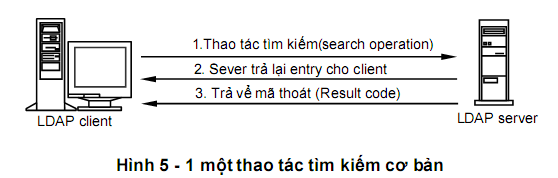 1.Thao tác tìm kiếm(search operation)
2. Sever trả lại entry cho client
3. Trả về mã thoát (Result code)
LDAP client
LDAP server
Hình 5 - 1 một thao tác tìm kiếm cơ bản